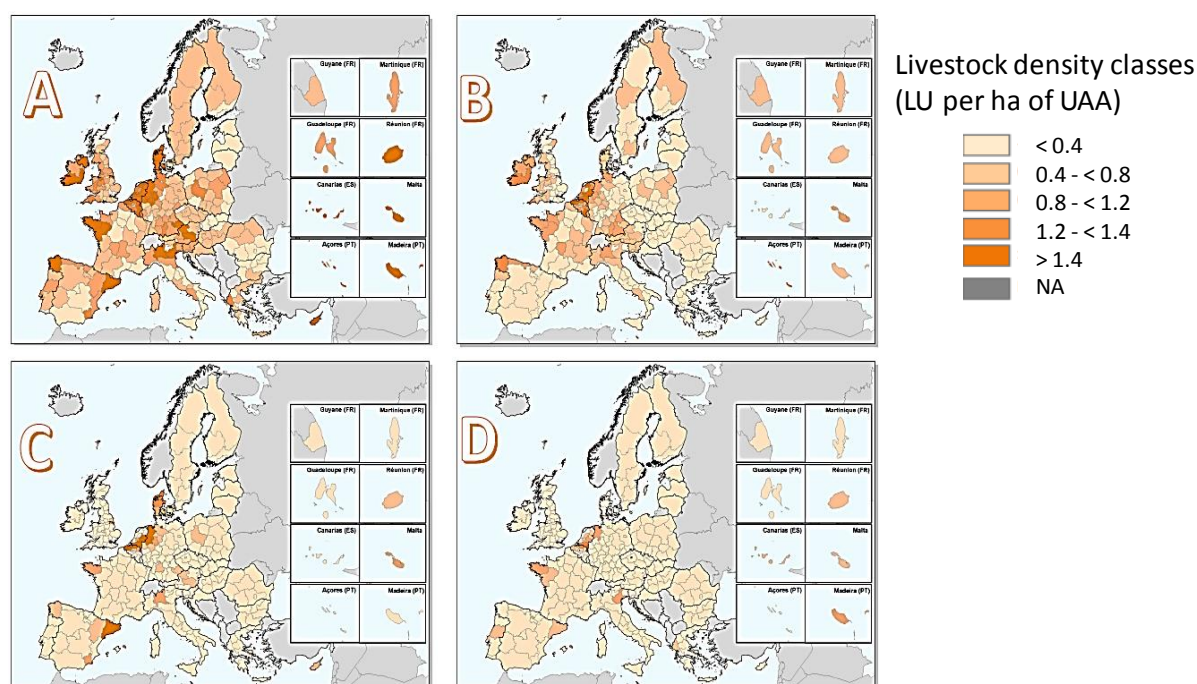 A
Guyane (FR)
Martinique (FR)
Guadeloupe (FR)
Réunion (FR)
Canarias (ES)
Malta
Açores (PT)
Madeira (PT)
B
Guyane (FR)
Martinique (FR)
Guadeloupe (FR)
Réunion (FR)
Canarias (ES)
Malta
Açores (PT)
Madeira (PT)
Livestock density classes
(LU per ha of UAA)
< 0.4
0.4 - < 0.8
0.8 - < 1.2
1.2 - < 1.4
> 1.4
NA
C
Guyane (FR)
Martinique (FR)
Guadeloupe (FR)
Réunion (FR)
Canarias (ES)
Malta
Açores (PT)
Madeira (PT)
D
Guyane (FR)
Martinique (FR)
Guadeloupe (FR)
Réunion (FR)
Canarias (ES)
Malta
Açores (PT)
Madeira (PT)